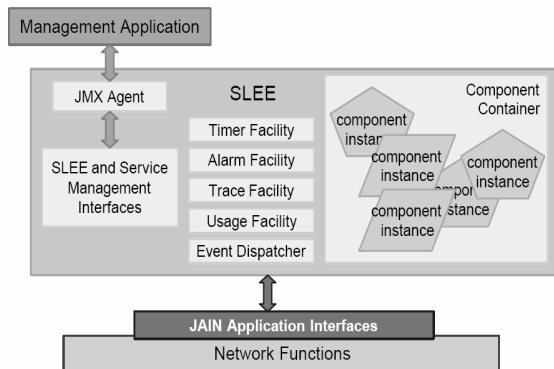 Management Application
JMX Agent
SLEE and Service
Management
Interfaces
SLEE
Timer Facility
Alarm Facility
Trace Facility
Usage Facility
Event Dispatcher
Component
Container
component
instance
component
instance
component
instance
component
instance
JAIN Application Interfaces
Network Functions